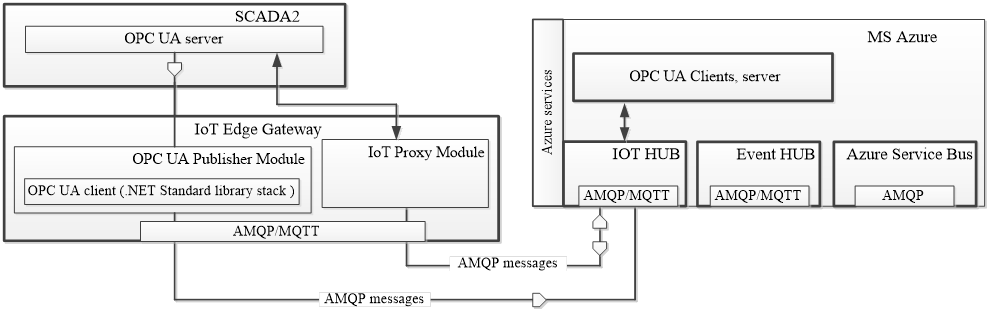 SCADA2
OPC UA server
IoT Edge Gateway
OPC UA Publisher Module
OPC UA client (.NET Standard library stack )
IoT Proxy Module
AMQP/MQTT
AMQP messages
AMQP messages
Azure services
MS Azure
OPC UA Clients, server
IOT HUB
AMQP/MQTT
Event HUB
AMQP/MQTT
Azure Service Bus
AMQP